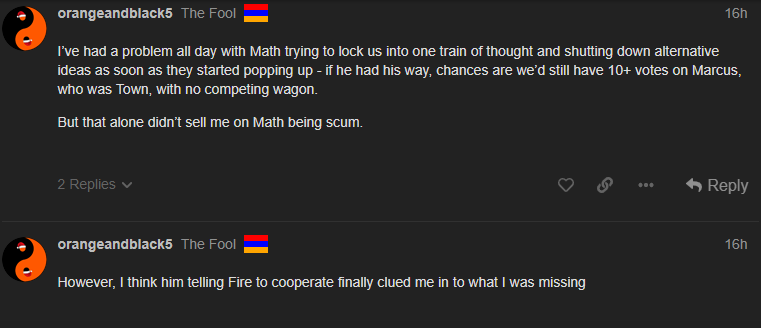 orangeandblack5 The Fool 16h
I've had a problem all day with Math trying to lock us into one train of thought and shutting down alternative
ideas as soon as they started popping up - if he had his way, chances are we'd still have 10+ votes on Marcus,
who was Town, with no competing wagon.
But that alone didn't sell me on Math being scum.
2 Replies
Reply
orangeandblack5 The Fool 16h
However, I think him telling Fire to cooperate finally clued me in to what I was missing